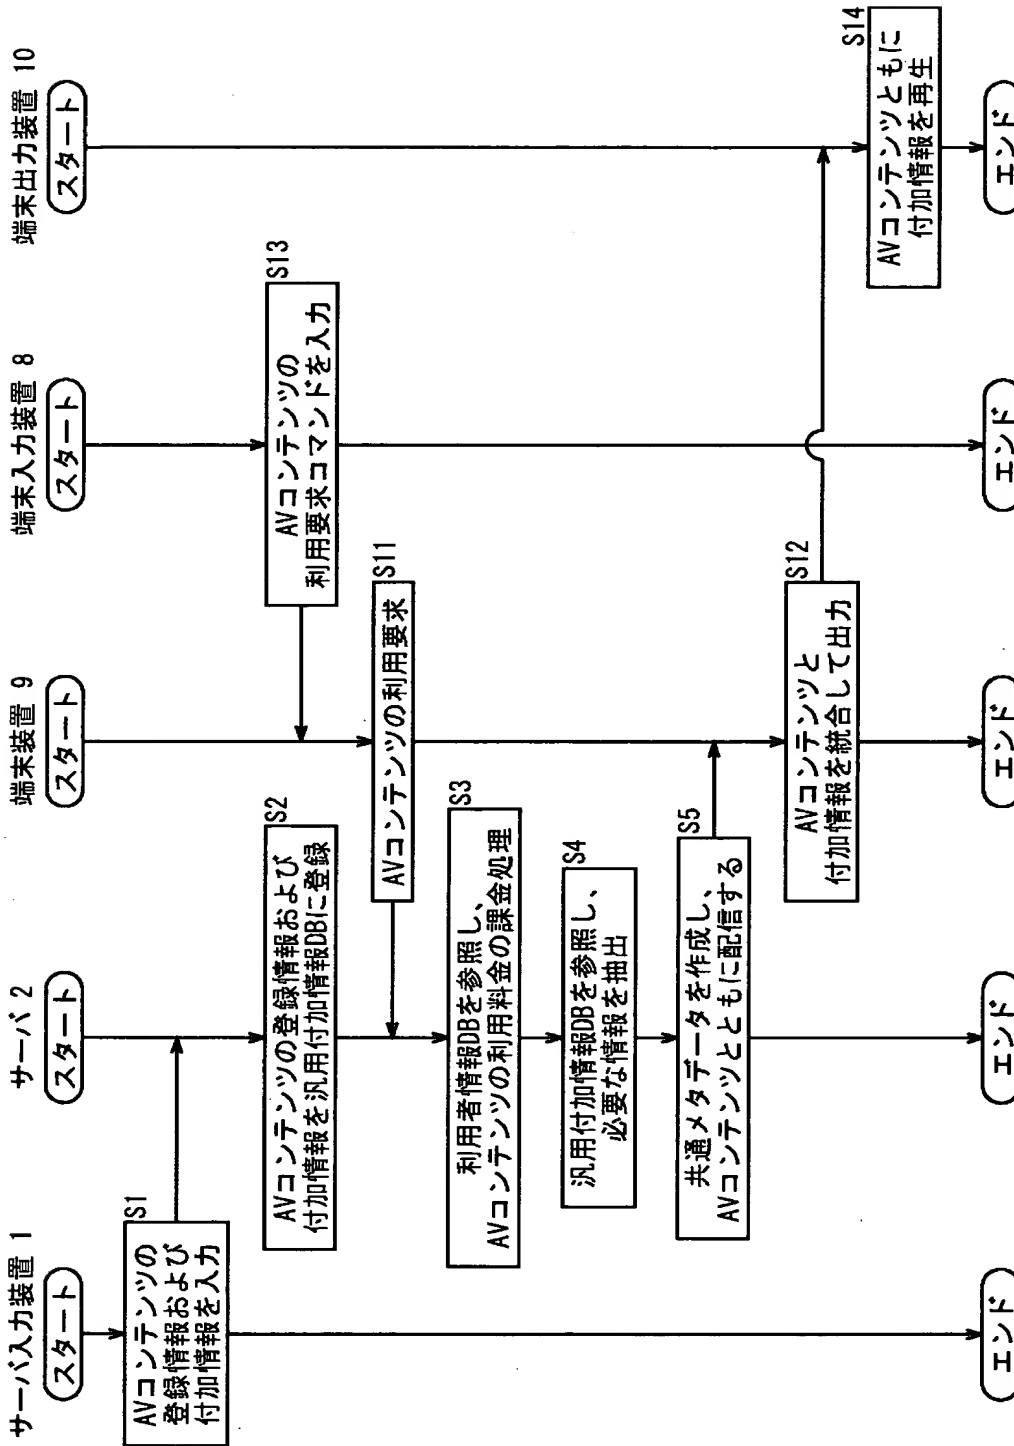 サーバ入力装置 1
スタート
S1
AVコンテンツの
登録情報および
付加情報を入力
エンド
サーバ 2
スタート
S2
AVコンテンツの登録情報および
付加情報を汎用付加情報DBに登録
S3
利用者情報DBを参照し、
AVコンテンツの利用料金の課金処理
S4
汎用付加情報DBを参照し、
必要な情報を抽出
S5
共通メタデータを作成し、
AVコンテンツとともに配信する
エンド
端末装置 9
スタート
S11
AVコンテンツの利用要求
S12
AVコンテンツと
付加情報を統合して出力
エンド
端末入力装置 8
スタート
S13
AVコンテンツの
利用要求コマンドを入力
エンド
端末出力装置 10
スタート
S14
AVコンテンツともに
付加情報を再生
エンド